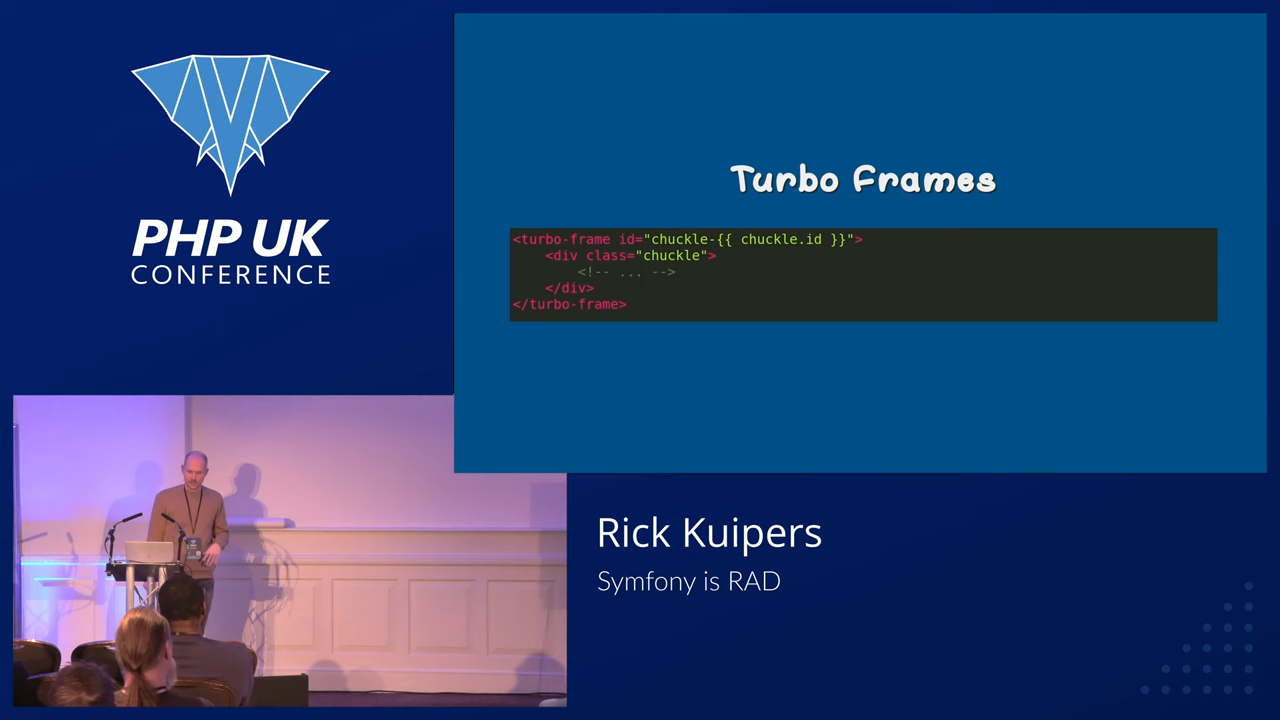 PHP UK
CONFERENCE
Turbo Frames
<turbo-frame id="chuckle-{{ chuckle.id }}">
    <div class="chuckle">
        <!-- ... -->
    </div>
</turbo-frame>
Rick Kuipers
Symfony is RAD